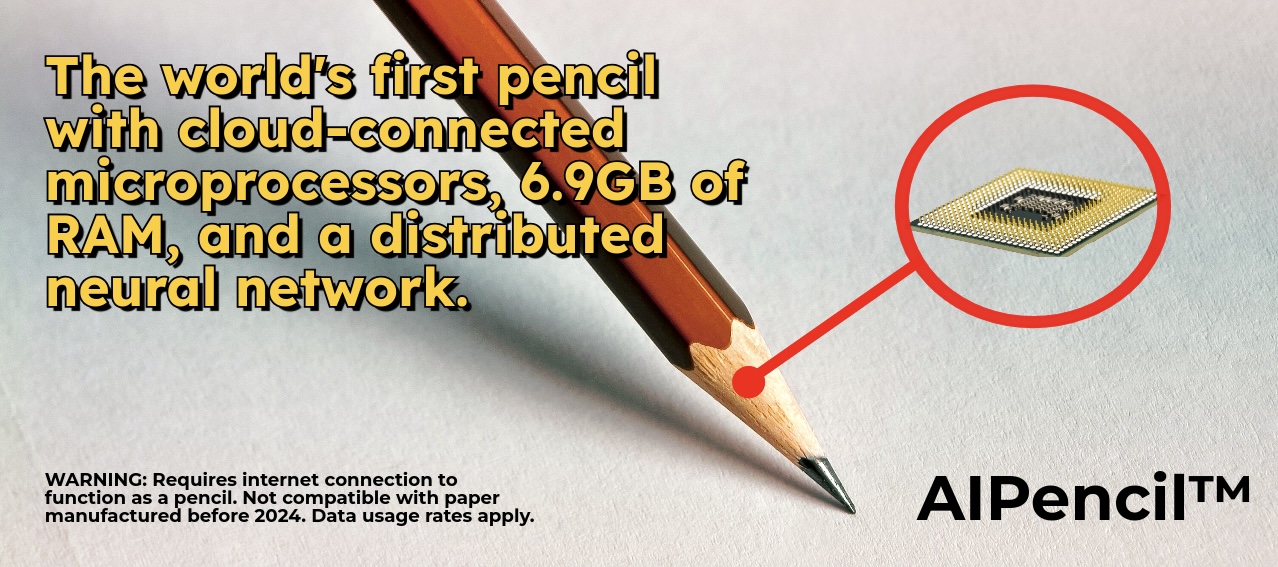 The world's first pencil
with cloud-connected
microprocessors, 6.9GB of
RAM, and a distributed
neural network.
WARNING: Requires internet connection to
function as a pencil. Not compatible with paper
manufactured before 2024. Data usage rates apply.
AIPencil™